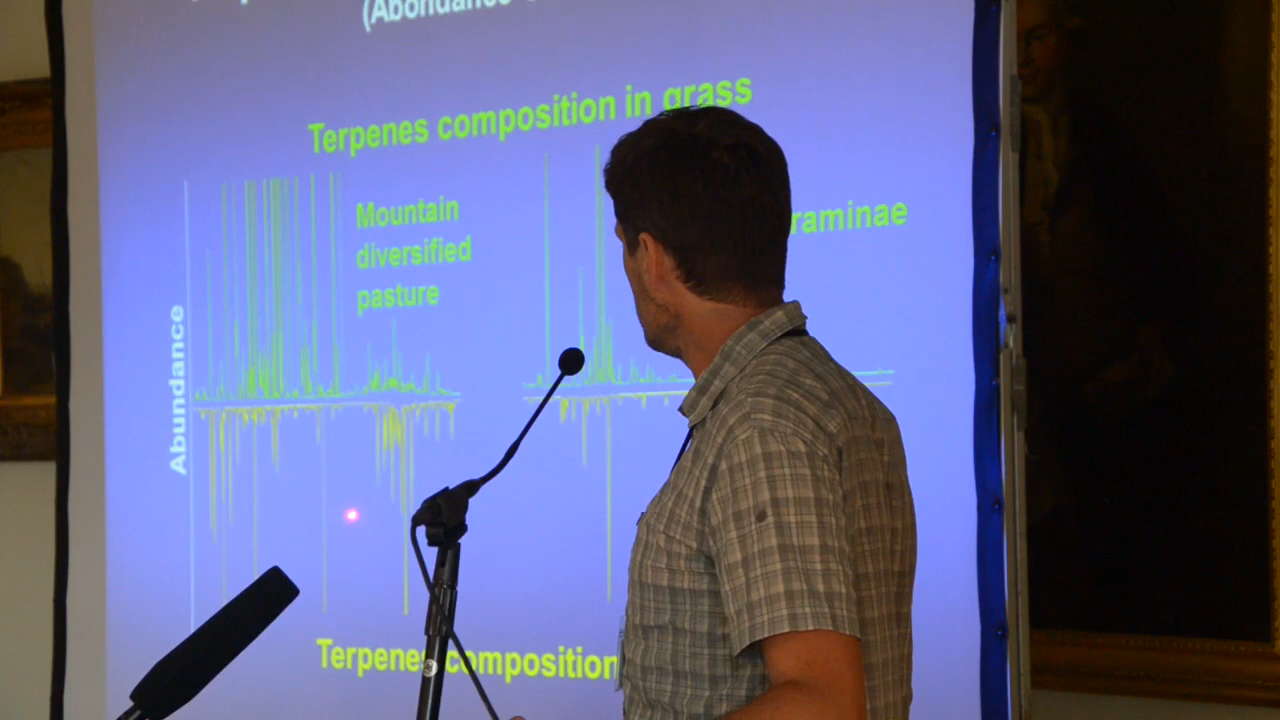 (Abondance
Terpenes composition in grass
Mountain
diversified
pasture
raminae
Abundance
Terpenes composition